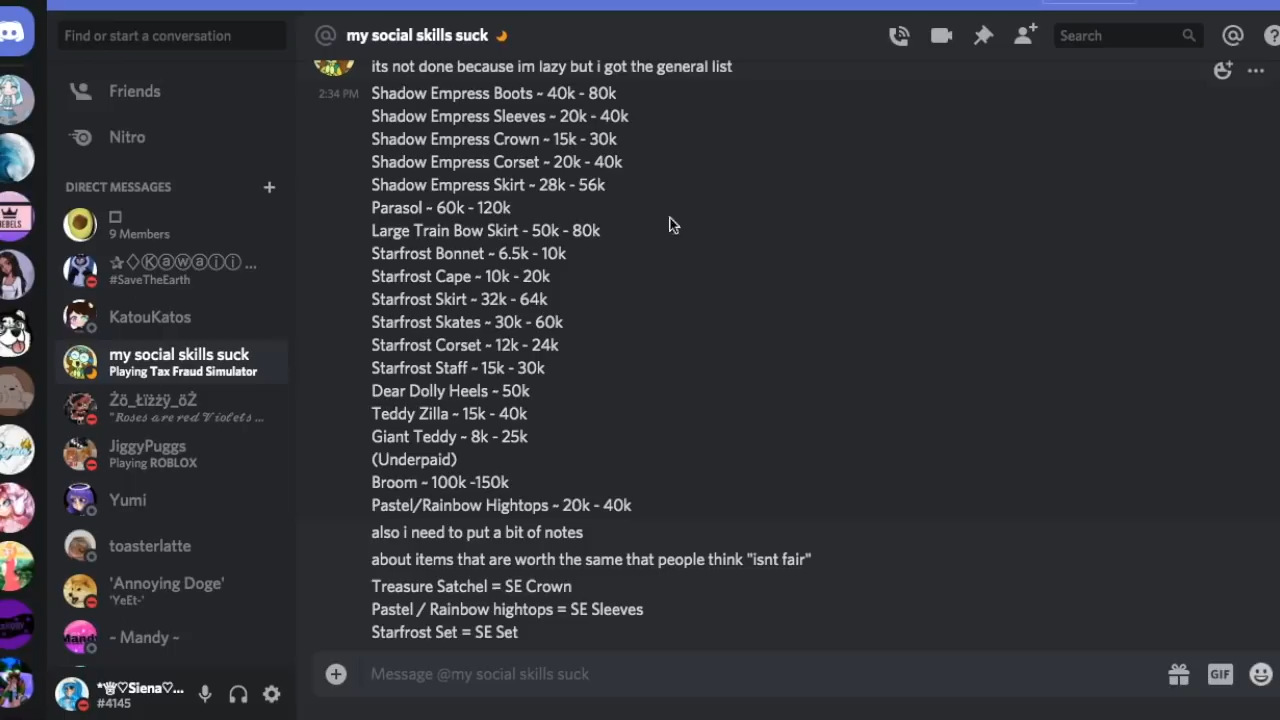 Find or start a conversation
my social skills suck
Search
Friends
Nitro
DIRECT MESSAGES
9 Members
☆◇Ⓚⓐⓦⓐⓘⓘ ...
#SaveTheEarth
KatouKatos
my social skills suck
Playing Tax Fraud Simulator
Żö_Łïżżÿ_öŻ
"Roses are red Violets ...
JiggyPuggs
Playing ROBLOX
Yumi
toasterlatte
'Annoying Doge'
'YeEt-'
~ Mandy ~
*♕♡Siena♡...
#4145
its not done because im lazy but i got the general list
2:34 PM
Shadow Empress Boots ~ 40k - 80k
Shadow Empress Sleeves ~ 20k - 40k
Shadow Empress Crown ~ 15k - 30k
Shadow Empress Corset ~ 20k - 40k
Shadow Empress Skirt ~ 28k - 56k
Parasol ~ 60k - 120k
Large Train Bow Skirt - 50k - 80k
Starfrost Bonnet ~ 6.5k - 10k
Starfrost Cape ~ 10k - 20k
Starfrost Skirt ~ 32k - 64k
Starfrost Skates ~ 30k - 60k
Starfrost Corset ~ 12k - 24k
Starfrost Staff ~ 15k - 30k
Dear Dolly Heels ~ 50k
Teddy Zilla ~ 15k - 40k
Giant Teddy ~ 8k - 25k
(Underpaid)
Broom ~ 100k -150k
Pastel/Rainbow Hightops ~ 20k - 40k
also i need to put a bit of notes
about items that are worth the same that people think "isnt fair"
Treasure Satchel = SE Crown
Pastel / Rainbow hightops = SE Sleeves
Starfrost Set = SE Set
Message @my social skills suck
GIF